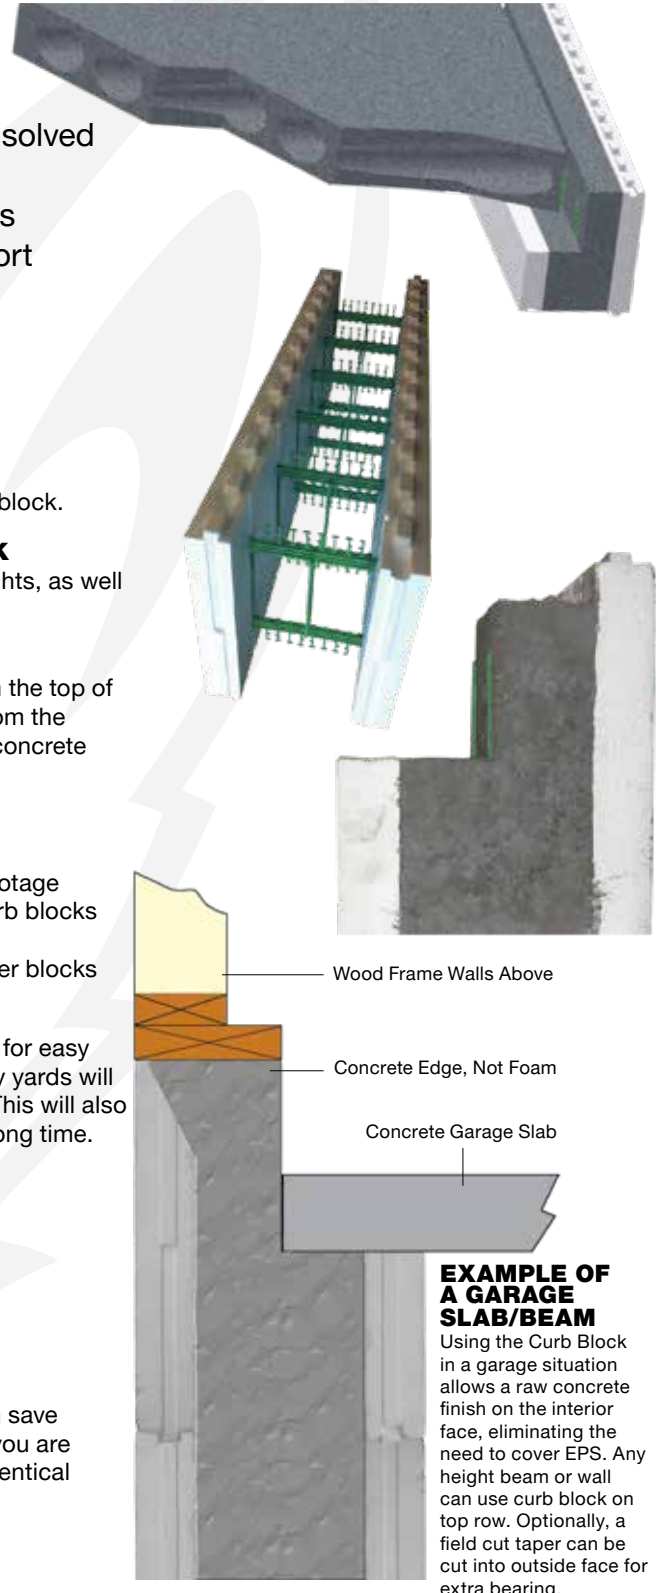 solved
s
ort
block.
k
hts, as well
n the top of
om the
concrete
otage
rb blocks
er blocks
for easy
y yards will
This will also
ong time.
n save
you are
entical
Wood Frame Walls Above
Concrete Edge, Not Foam
Concrete Garage Slab
EXAMPLE OF
A GARAGE
SLAB/BEAM
Using the Curb Block
in a garage situation
allows a raw concrete
finish on the interior
face, eliminating the
need to cover EPS. Any
height beam or wall
can use curb block on
top row. Optionally, a
field cut taper can be
cut into outside face for
extra bearing